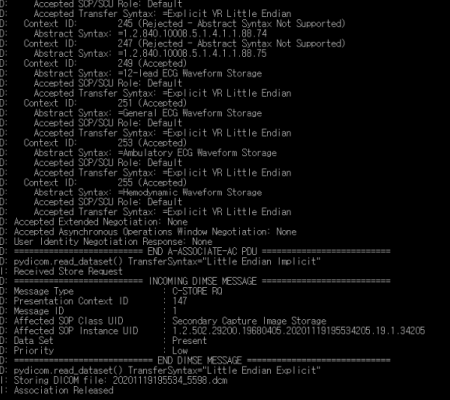 D:     Accepted SCP/SCU Role: Default
D:     Accepted Transfer Syntax: =Explicit VR Little Endian
D:   Context ID:        245 (Rejected - Abstract Syntax Not Supported)
D:     Abstract Syntax: =1.2.840.10008.5.1.4.1.1.88.74
D:   Context ID:        247 (Rejected - Abstract Syntax Not Supported)
D:     Abstract Syntax: =1.2.840.10008.5.1.4.1.1.88.75
D:   Context ID:        249 (Accepted)
D:     Abstract Syntax: =12-lead ECG Waveform Storage
D:     Accepted SCP/SCU Role: Default
D:     Accepted Transfer Syntax: =Explicit VR Little Endian
D:   Context ID:        251 (Accepted)
D:     Abstract Syntax: =General ECG Waveform Storage
D:     Accepted SCP/SCU Role: Default
D:     Accepted Transfer Syntax: =Explicit VR Little Endian
D:   Context ID:        253 (Accepted)
D:     Abstract Syntax: =Ambulatory ECG Waveform Storage
D:     Accepted SCP/SCU Role: Default
D:     Accepted Transfer Syntax: =Explicit VR Little Endian
D:   Context ID:        255 (Accepted)
D:     Abstract Syntax: =Hemodynamic Waveform Storage
D:     Accepted SCP/SCU Role: Default
D:     Accepted Transfer Syntax: =Explicit VR Little Endian
D: Accepted Extended Negotiation: None
D: Accepted Asynchronous Operations Window Negotiation: None
D: User Identity Negotiation Response: None
D: ======================= END A-ASSOCIATE-AC PDU ==========================
D: pydicom.read_dataset() TransferSyntax="Little Endian Implicit"
I: Received Store Request
D: ====================== INCOMING DIMSE MESSAGE ==========================
D: Message Type                  : C-STORE RQ
D: Presentation Context ID       : 147
D: Message ID                    : 1
D: Affected SOP Class UID        : Secondary Capture Image Storage
D: Affected SOP Instance UID     : 1.2.502.29200.19680405.20201119195534205.19.1.34205
D: Data Set                      : Present
D: Priority                      : Low
D: ========================= END DIMSE MESSAGE ==========================
D: pydicom.read_dataset() TransferSyntax="Little Endian Explicit"
I: Storing DICOM file: 20201119195534_5598.dcm
I: Association Released